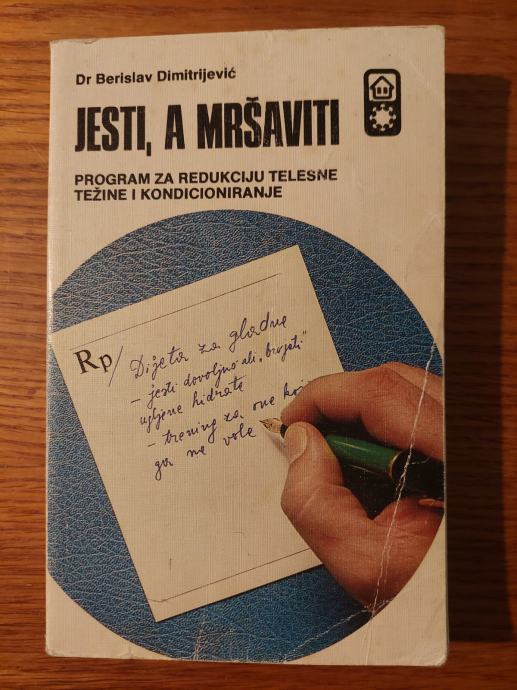 Dr Berislav Dimitrijević
JESTI, A MRŠAVITI
PROGRAM ZA REDUKCIJU TELESNE
TEŽINE I KONDICIONIRANJE
Rp/ Dijeta za gladne
- jesti dovoljno ali „brojeti"
ugljene hidrate
- trening za one koji
ga ne vole